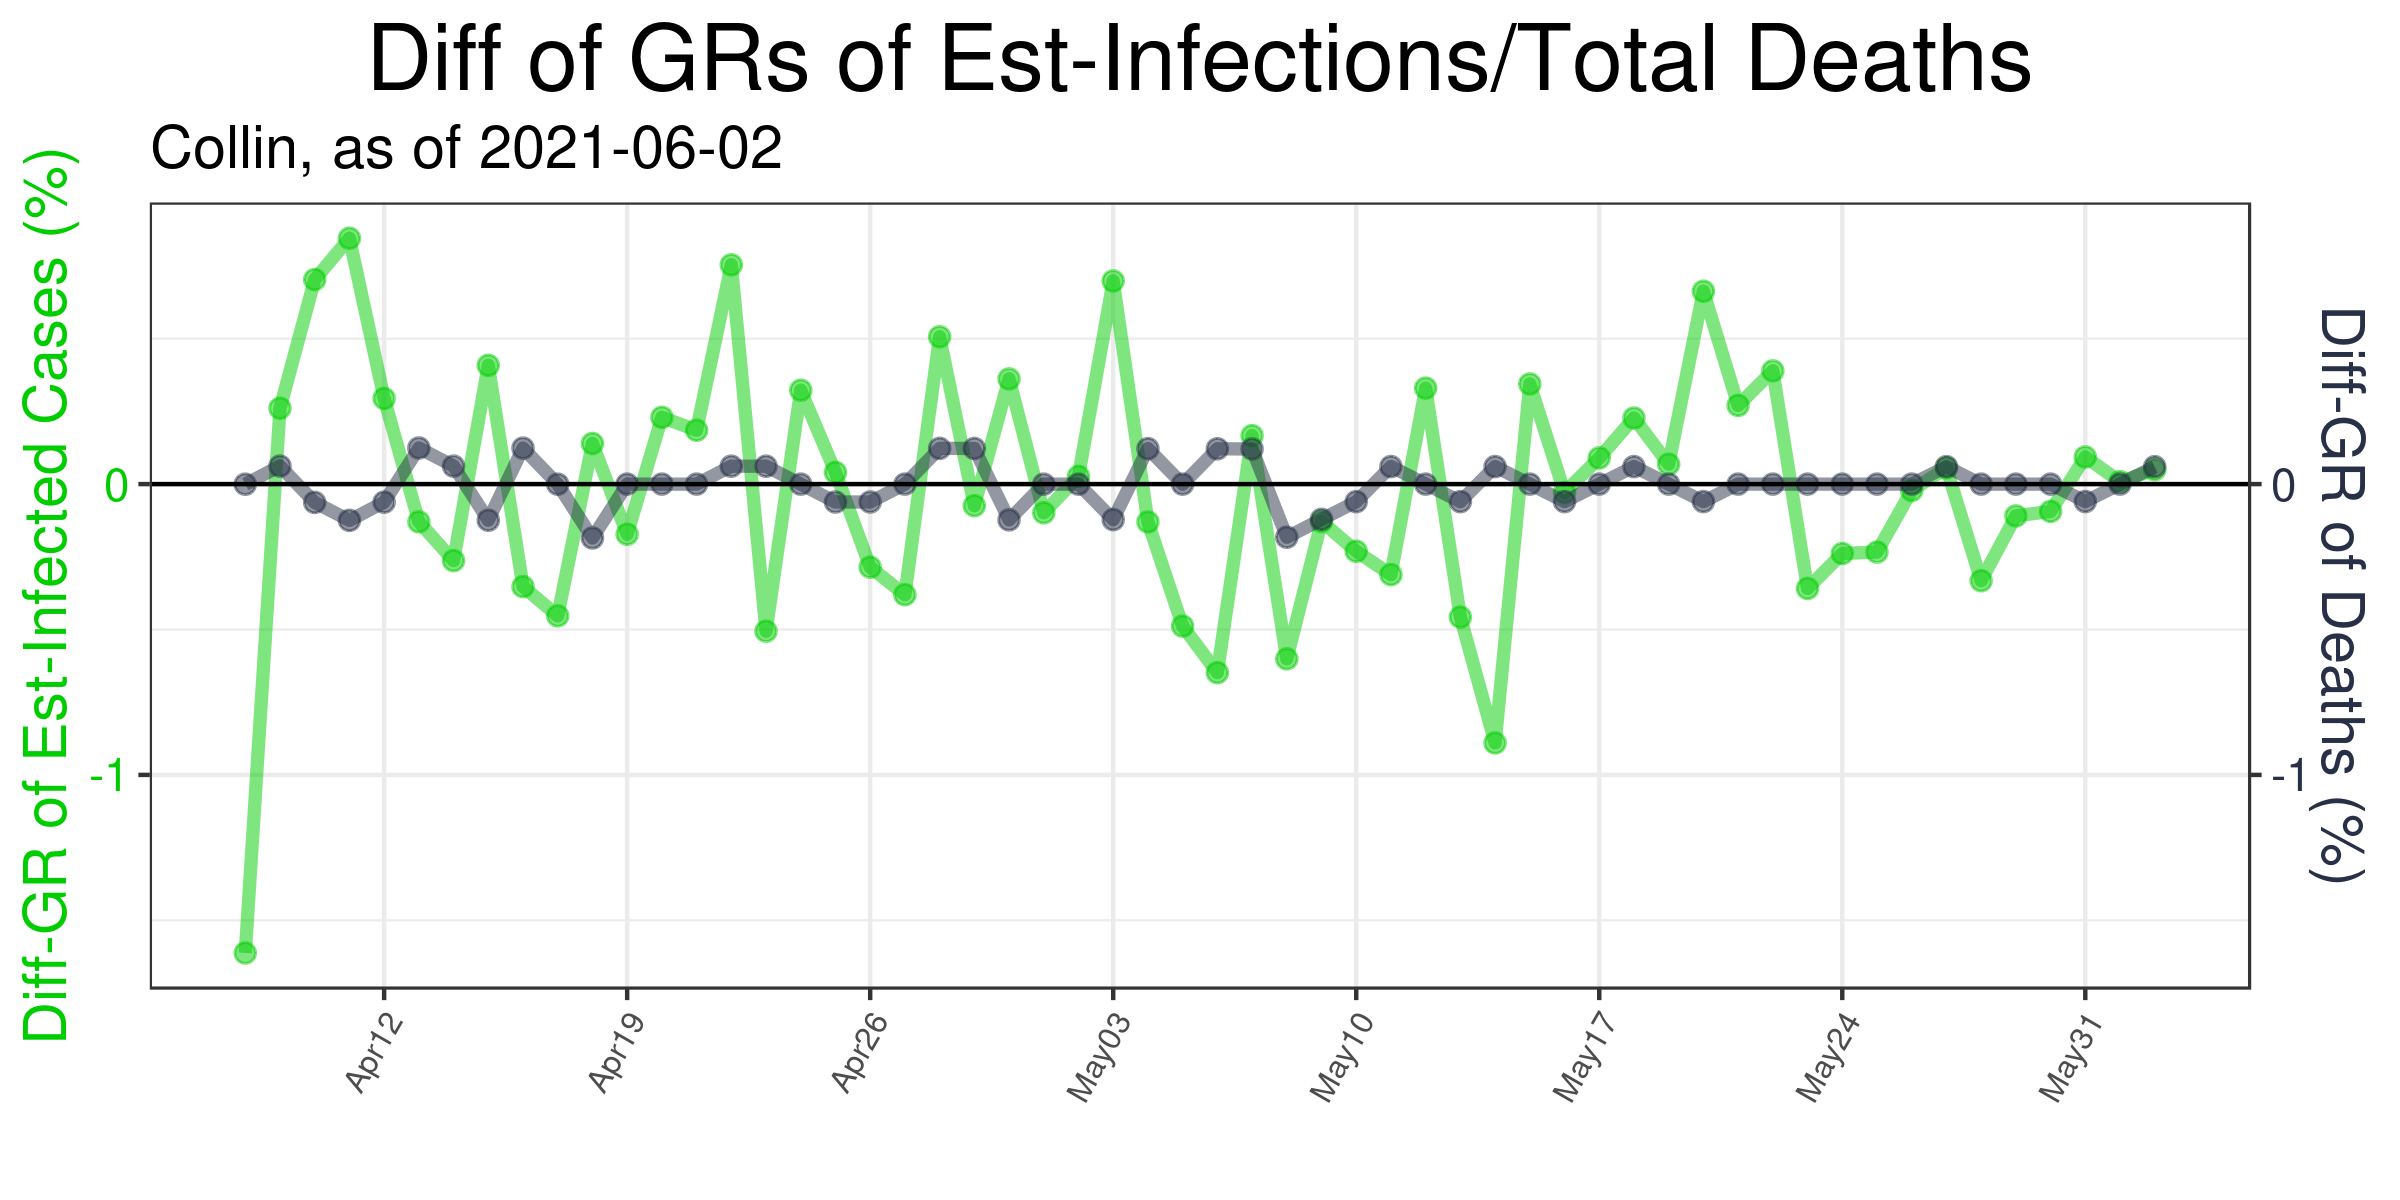 Diff of GRs of Est-Infections/Total Deaths
Collin, as of 2021-06-02
Diff-GR of Est-Infected Cases (%)
0
-1
0
-1
Diff-GR of Deaths (%)
Apr12
Apr19
Apr26
May03
May10
May17
May24
May31